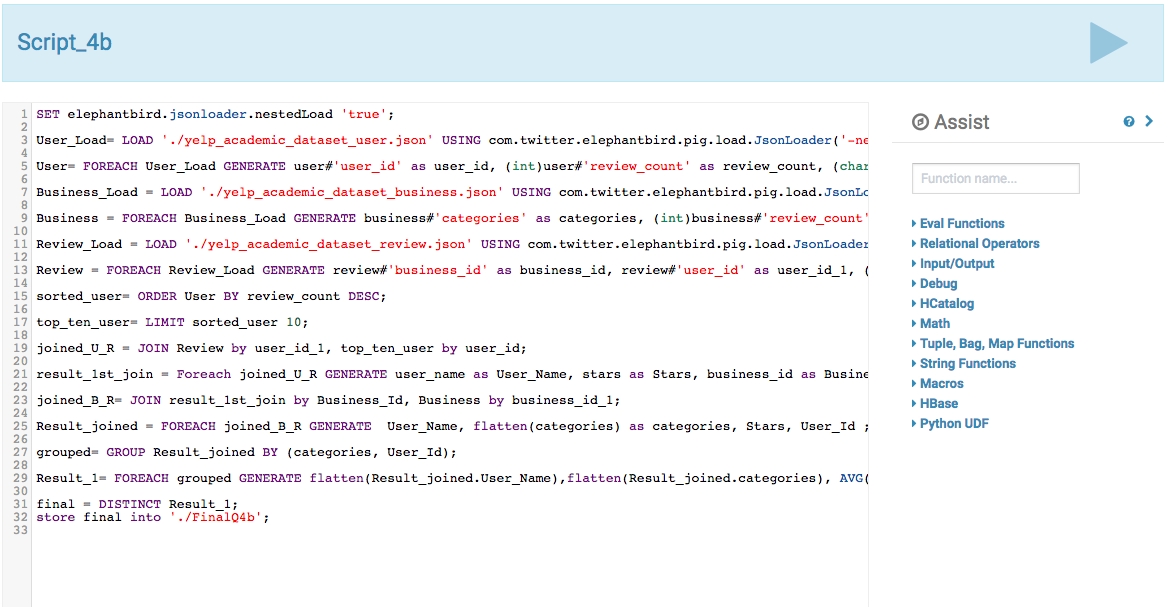 Script_4b
1 SET elephantbird.jsonloader.nestedLoad 'true';
2
3 User_Load= LOAD './yelp_academic_dataset_user.json' USING com.twitter.elephantbird.pig.load.JsonLoader('-ne
4
5 User= FOREACH User_Load GENERATE user#'user_id' as user_id, (int)user#'review_count' as review_count, (char
6
7 Business_Load = LOAD './yelp_academic_dataset_business.json' USING com.twitter.elephantbird.pig.load.JsonLo
8
9 Business = FOREACH Business_Load GENERATE business#'categories' as categories, (int)business#'review_count'
10
11 Review_Load = LOAD './yelp_academic_dataset_review.json' USING com.twitter.elephantbird.pig.load.JsonLoader
12
13 Review = FOREACH Review_Load GENERATE review#'business_id' as business_id, review#'user_id' as user_id_1, (
14
15 sorted_user= ORDER User BY review_count DESC;
16
17 top_ten_user= LIMIT sorted_user 10;
18
19 joined_U_R = JOIN Review by user_id_1, top_ten_user by user_id;
20
21 result_1st_join = Foreach joined_U_R GENERATE user_name as User_Name, stars as Stars, business_id as Busine
22
23 joined_B_R= JOIN result_1st_join by Business_Id, Business by business_id_1;
24
25 Result_joined = FOREACH joined_B_R GENERATE  User_Name, flatten(categories) as categories, Stars, User_Id ;
26
27 grouped= GROUP Result_joined BY (categories, User_Id);
28
29 Result_1= FOREACH grouped GENERATE flatten(Result_joined.User_Name),flatten(Result_joined.categories), AVG(
30
31 final = DISTINCT Result_1;
32 store final into './FinalQ4b';
33
Assist
Function name...
Eval Functions
Relational Operators
Input/Output
Debug
HCatalog
Math
Tuple, Bag, Map Functions
String Functions
Macros
HBase
Python UDF